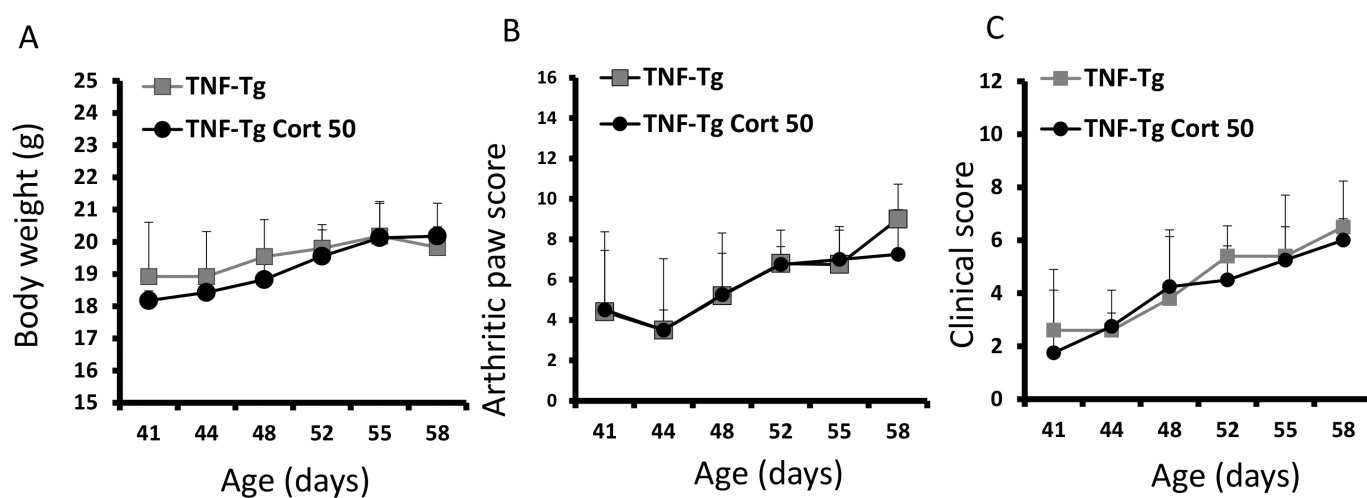 A
TNF-Tg
TNF-Tg Cort 50
Body weight (g)
25
24
23
22
21
20
19
18
17
16
15
41 44 48 52 55 58
Age (days)
B
TNF-Tg
TNF-Tg Cort 50
Arthritic paw score
16
14
12
10
8
6
4
2
0
41 44 48 52 55 58
Age (days)
C
TNF-Tg
TNF-Tg Cort 50
Clinical score
12
10
8
6
4
2
0
41 44 48 52 55 58
Age (days)